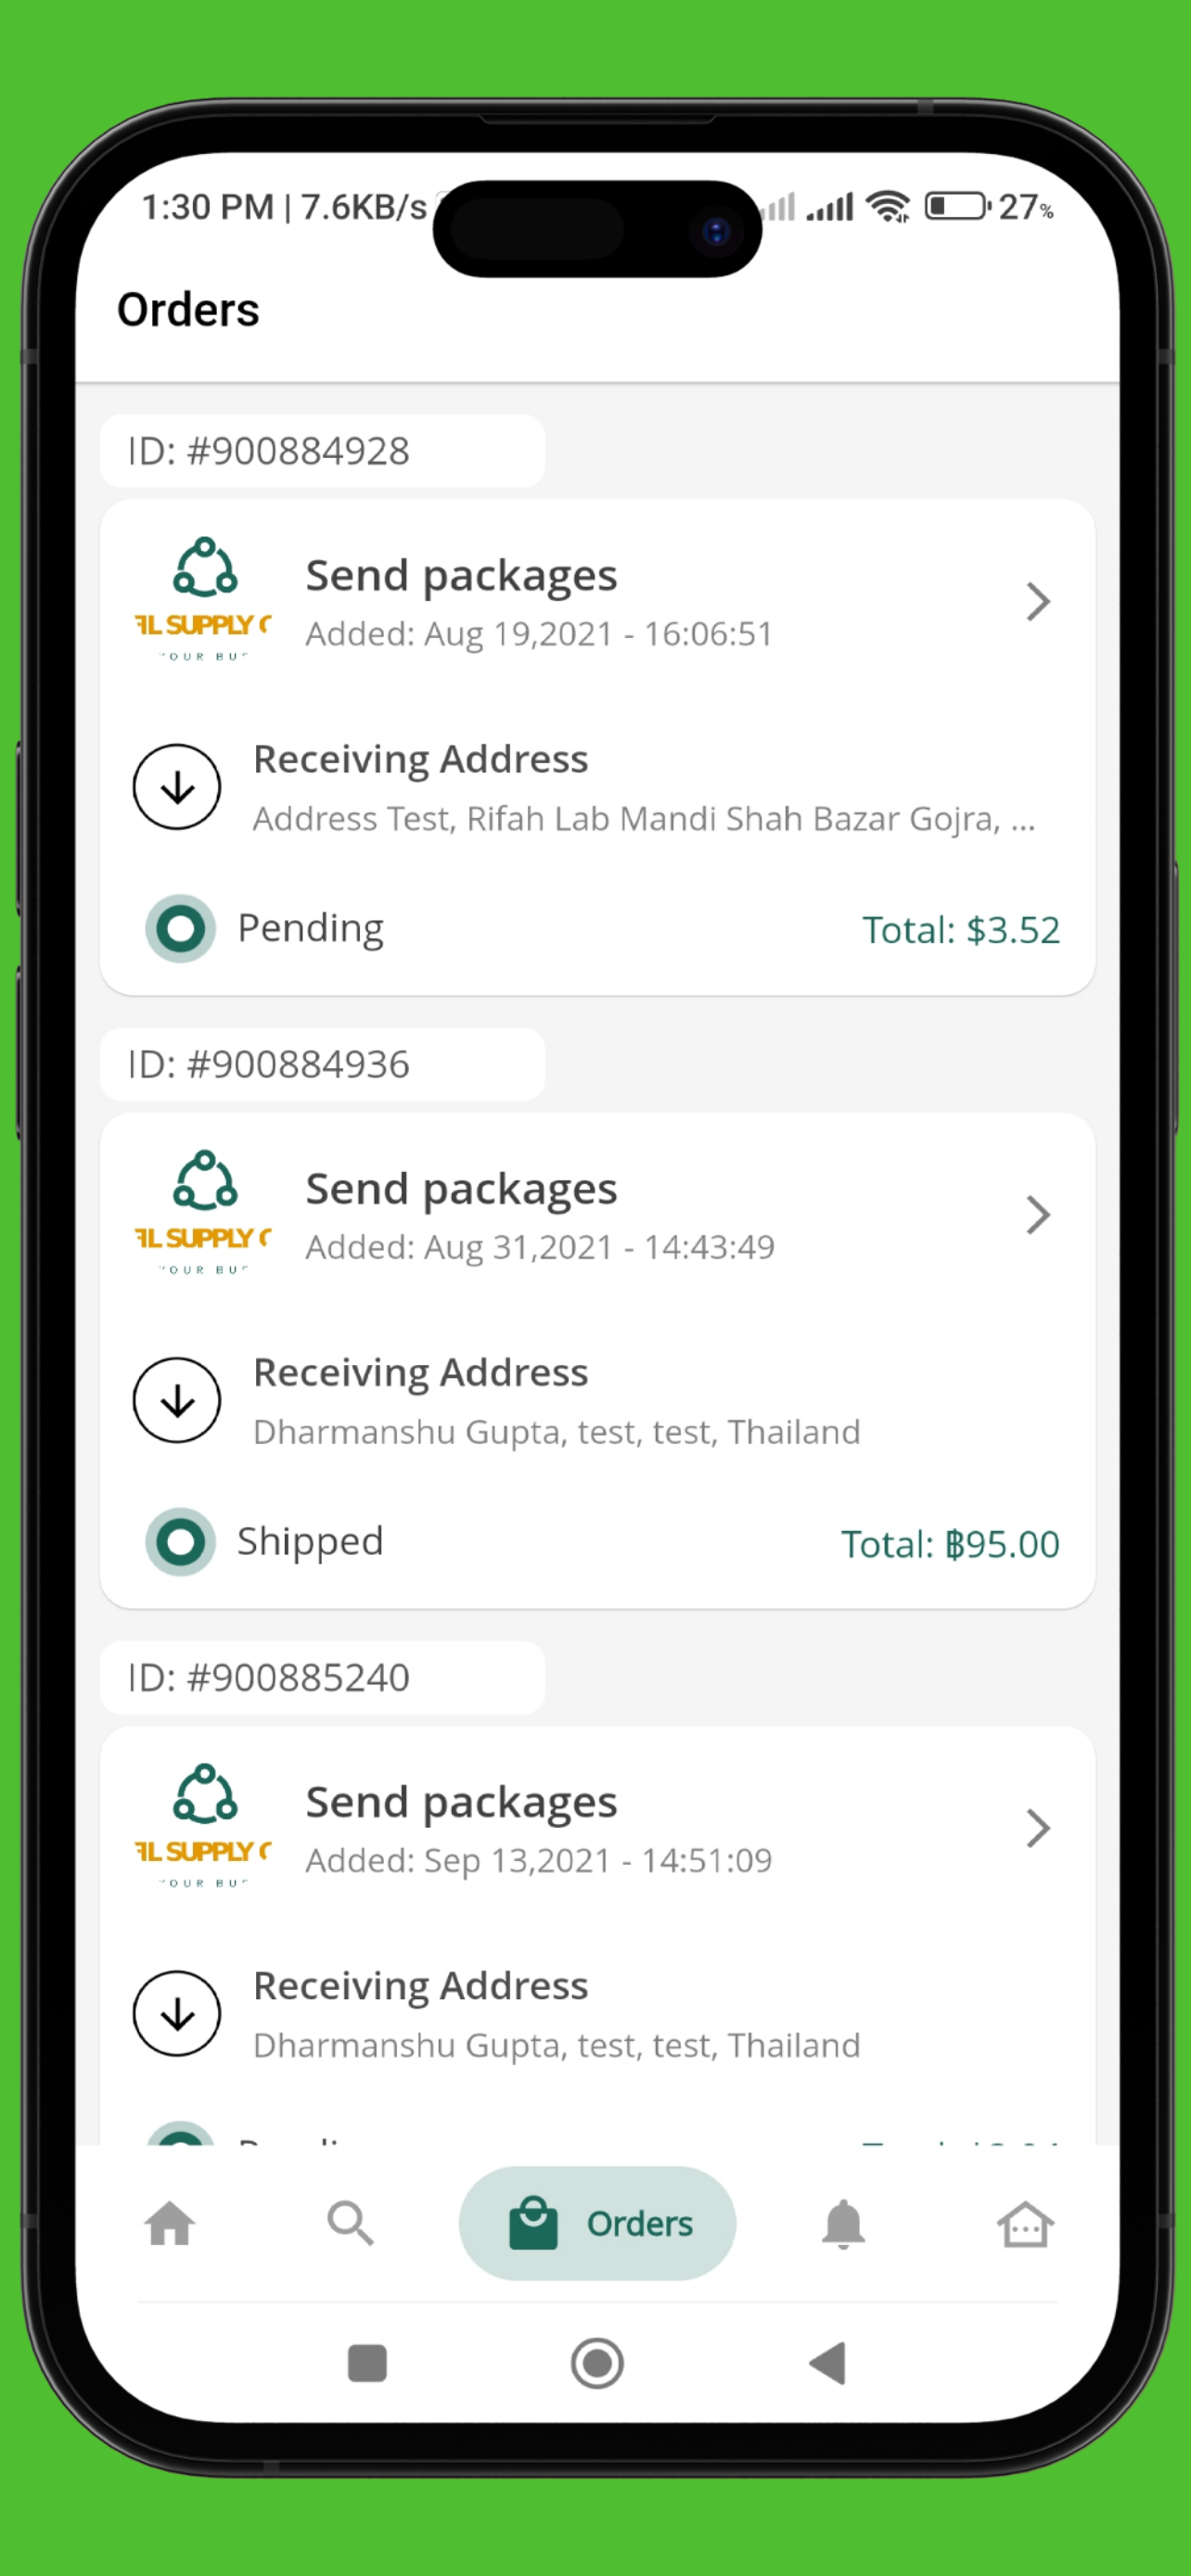 1:30 PM | 7.6KB/s
27%
Orders
ID: #900884928
Send packages
SUPPLY
Added: Aug 19,2021 - 16:06:51
OUR
Receiving Address
Address Test, Rifah Lab Mandi Shah Bazar Gojra, ...
Pending
Total: $3.52
ID: #900884936
Send packages
SUPPLY
Added: Aug 31,2021 - 14:43:49
OUR
Receiving Address
Dharmanshu Gupta, test, test, Thailand
Shipped
Total: ฿95.00
ID: #900885240
Send packages
SUPPLY
Added: Sep 13,2021 - 14:51:09
OUR
Receiving Address
Dharmanshu Gupta, test, test, Thailand
Orders